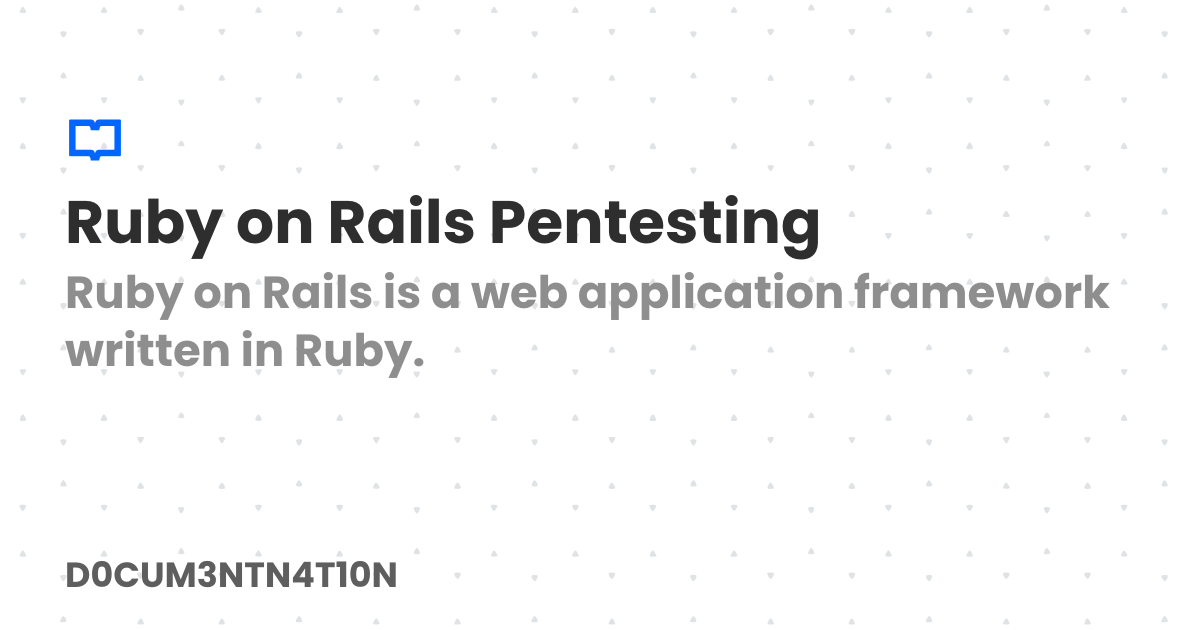 Ruby on Rails Pentesting
Ruby on Rails is a web application framework
written in Ruby.
D0CUM3NTN4T10N